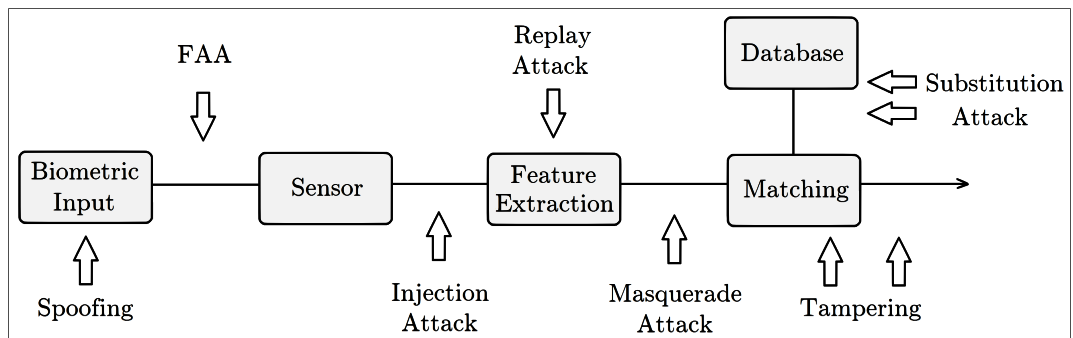 FAA
Replay
Attack
Database
Substitution
Attack
Biometric
Input
Sensor
Feature
Extraction
Matching
Spoofing
Injection
Attack
Masquerade
Attack
Tampering